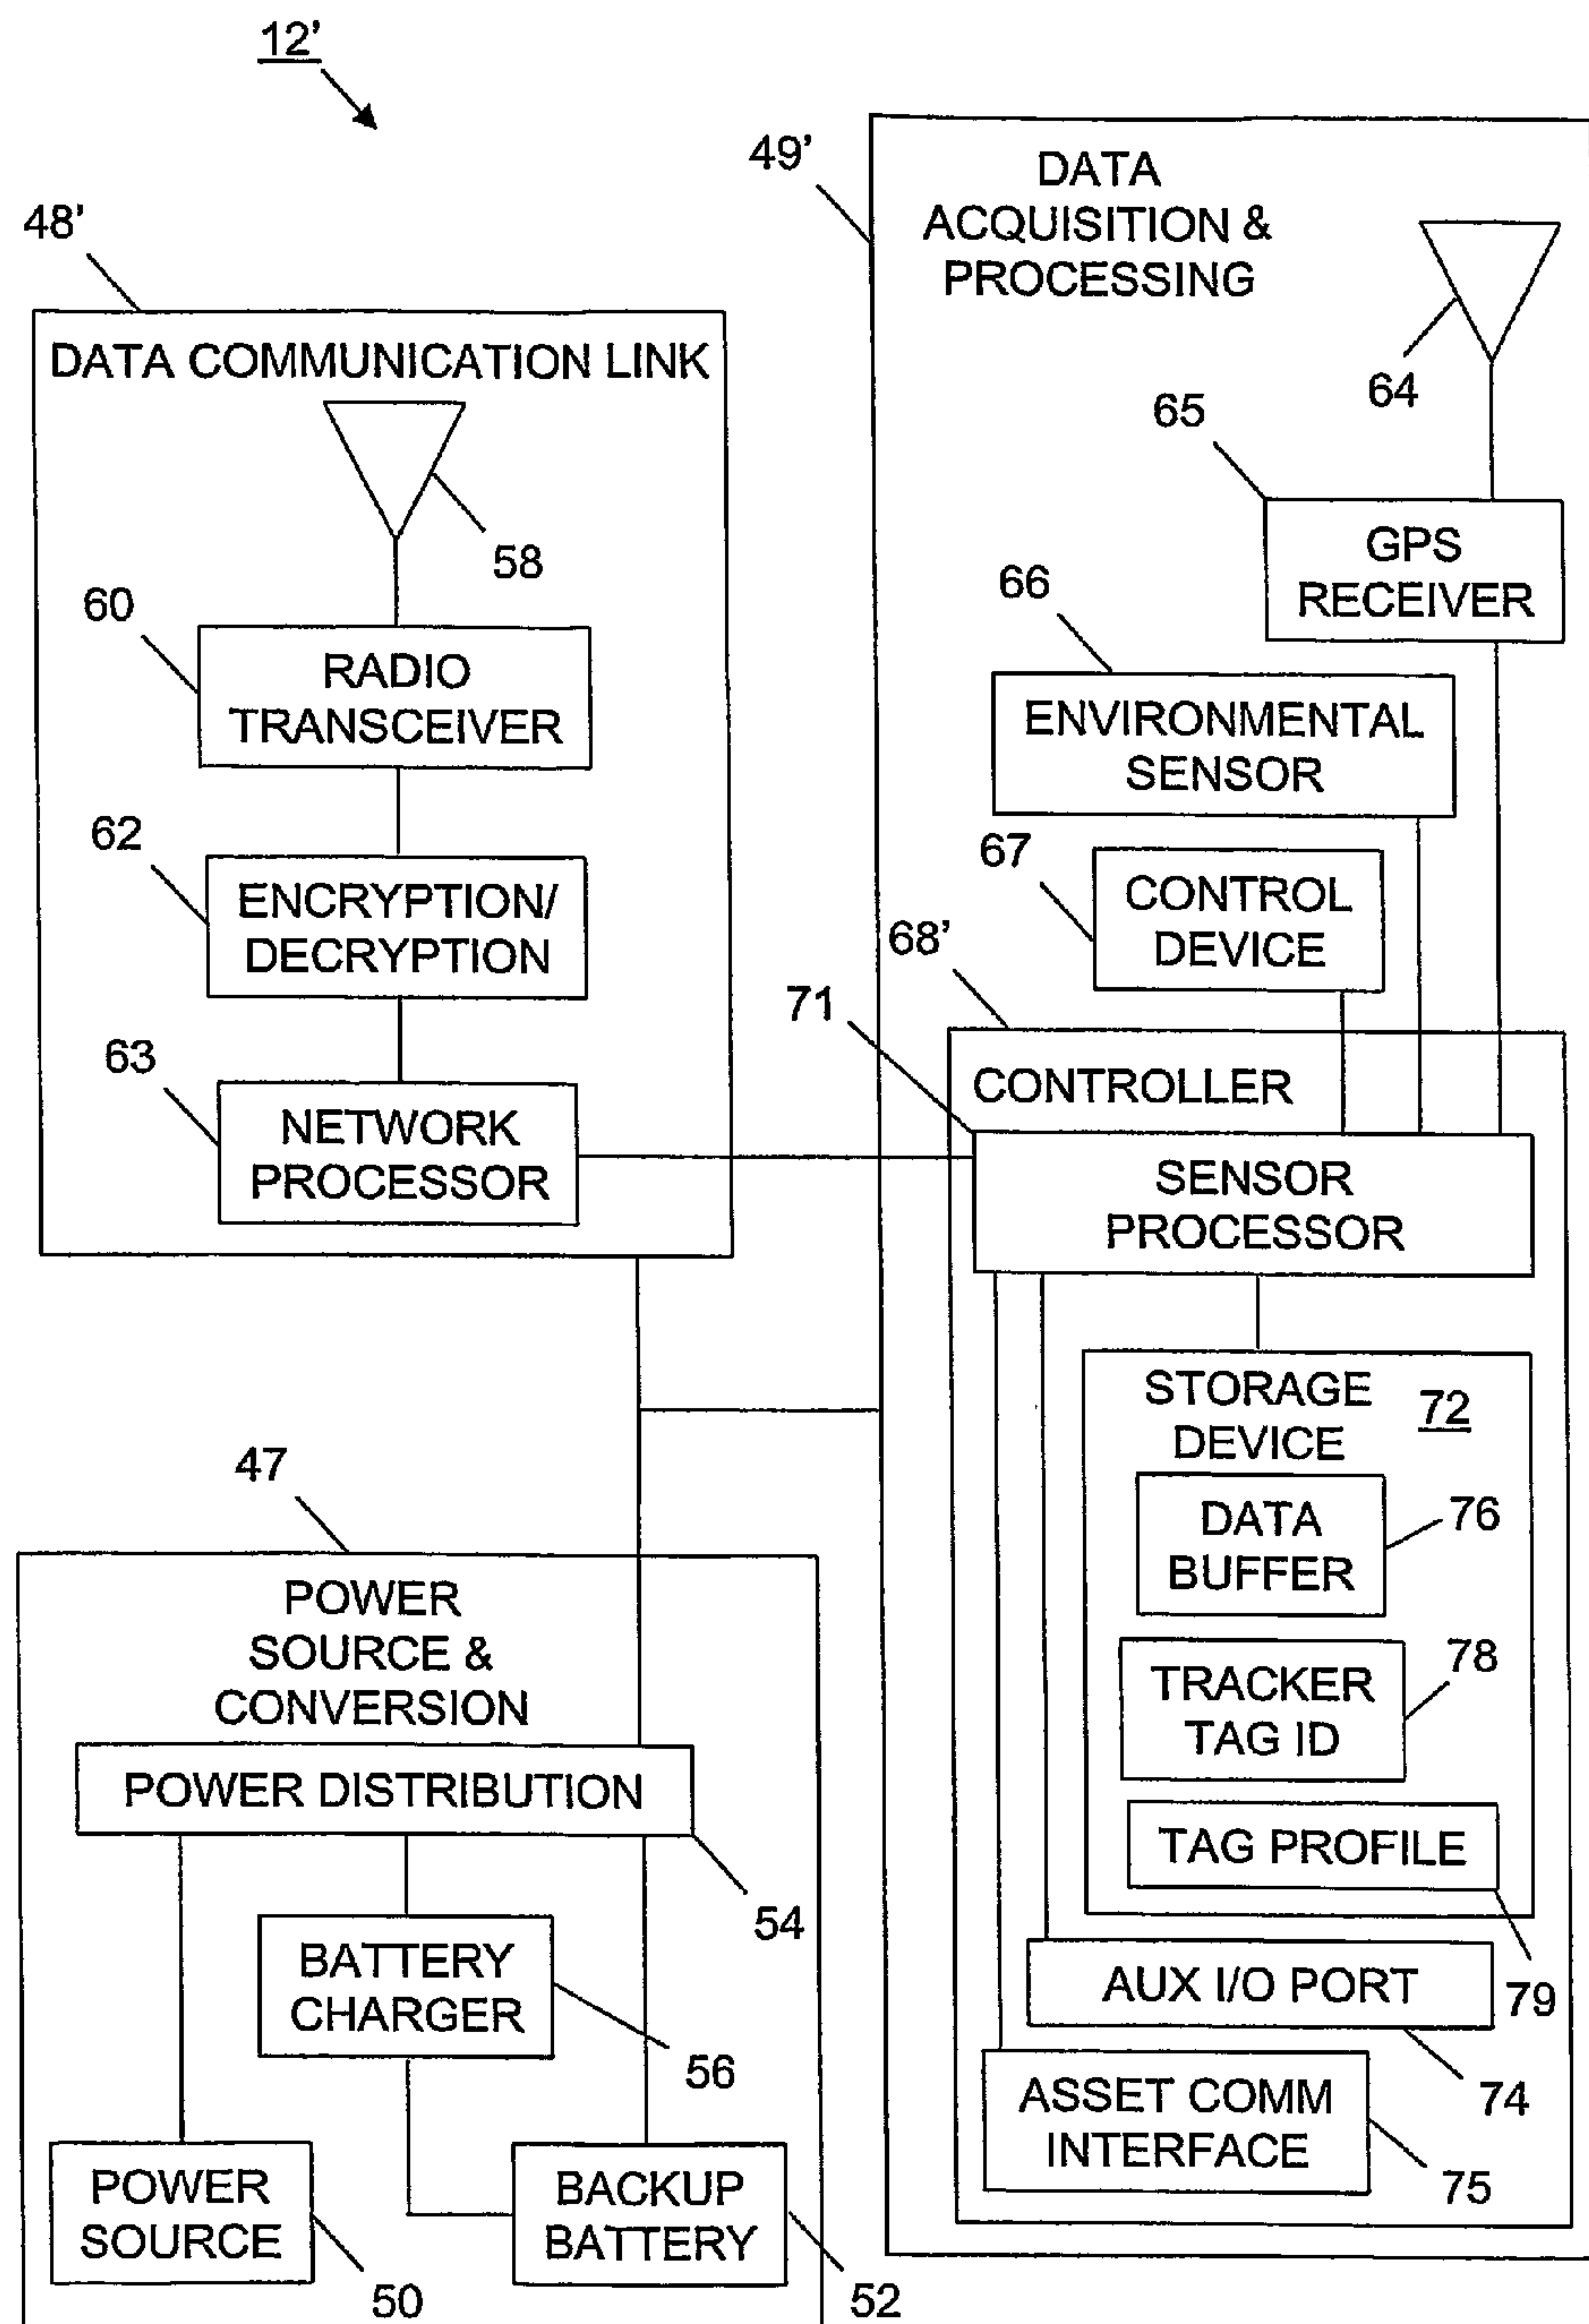 12'
48'
DATA COMMUNICATION LINK
58
60
RADIO
TRANSCEIVER
62
ENCRYPTION/
DECRYPTION
63
NETWORK
PROCESSOR
47
POWER
SOURCE &
CONVERSION
POWER DISTRIBUTION
54
BATTERY
CHARGER
56
POWER
SOURCE
50
BACKUP
BATTERY
52
49'
DATA
ACQUISITION &
PROCESSING
64
65
GPS
RECEIVER
66
ENVIRONMENTAL
SENSOR
67
CONTROL
DEVICE
68'
71
CONTROLLER
SENSOR
PROCESSOR
STORAGE
DEVICE
72
DATA
BUFFER
76
TRACKER
TAG ID
78
TAG PROFILE
79
AUX I/O PORT
74
ASSET COMM
INTERFACE
75